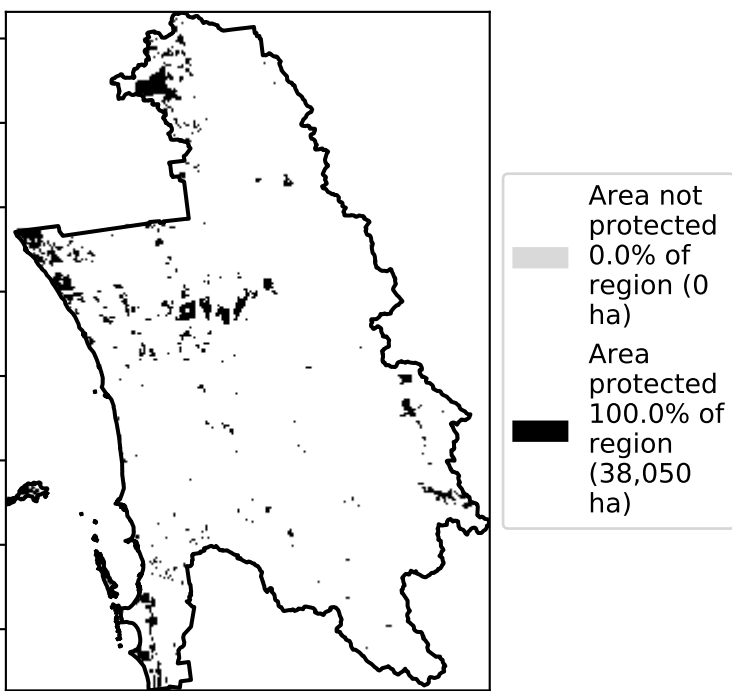 Area not
protected
0.0% of
region (0
ha)
Area
protected
100.0% of
region
(38,050
ha)